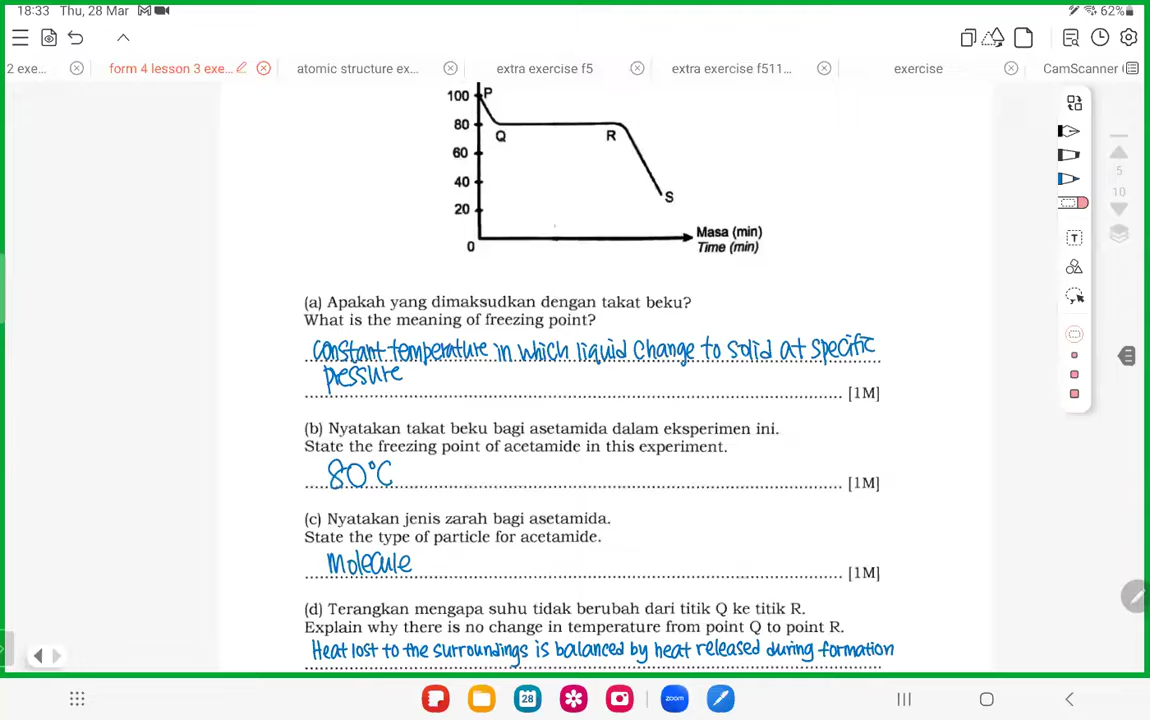 18:33 Thu, 28 Mar
62%
2 exe...
form 4 lesson 3 exe...
atomic structure ex...
extra exercise f5
extra exercise f511...
exercise
CamScanner
100 P
80
Q R
60
40
S
20
0
Masa (min)
Time (min)
5
10
T
(a) Apakah yang dimaksudkan dengan takat beku?
What is the meaning of freezing point?
constant temperature in which liquid change to solid at specific
pressure
[1M]
(b) Nyatakan takat beku bagi asetamida dalam eksperimen ini.
State the freezing point of acetamide in this experiment.
80°C
[1M]
(c) Nyatakan jenis zarah bagi asetamida.
State the type of particle for acetamide.
Molecule
[1M]
(d) Terangkan mengapa suhu tidak berubah dari titik Q ke titik R.
Explain why there is no change in temperature from point Q to point R.
Heat lost to the surroundings is balanced by heat released during formation
28
zoom